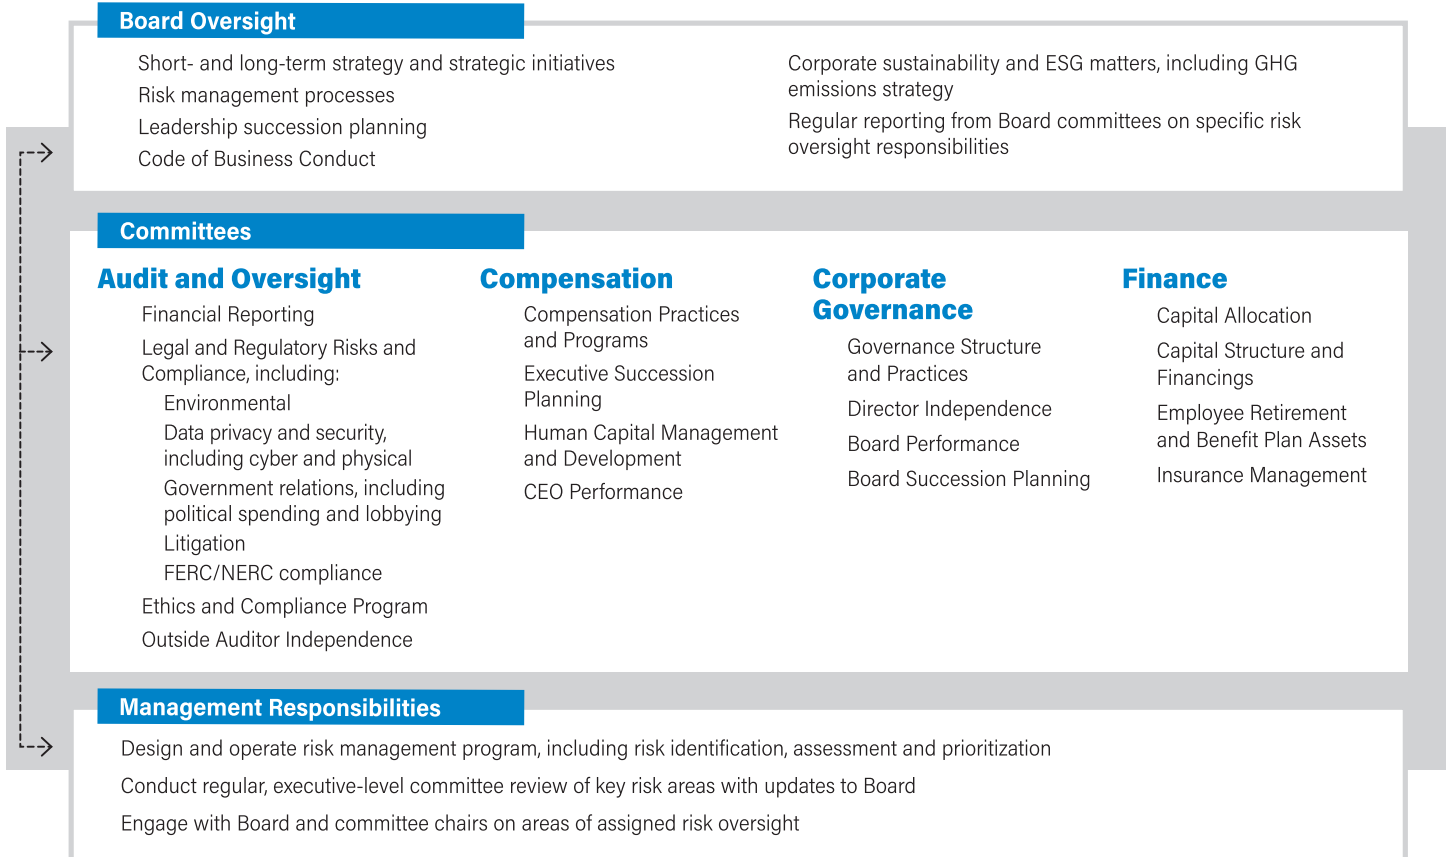 Board Oversight
Short- and long-term strategy and strategic initiatives
Risk management processes
Leadership succession planning
Code of Business Conduct
Corporate sustainability and ESG matters, including GHG
emissions strategy
Regular reporting from Board committees on specific risk
oversight responsibilities
Committees
Audit and Oversight
Financial Reporting
Legal and Regulatory Risks and
Compliance, including:
Environmental
Data privacy and security,
including cyber and physical
Government relations, including
political spending and lobbying
Litigation
FERC/NERC compliance
Ethics and Compliance Program
Outside Auditor Independence
Compensation
Compensation Practices
and Programs
Executive Succession
Planning
Human Capital Management
and Development
CEO Performance
Corporate
Governance
Governance Structure
and Practices
Director Independence
Board Performance
Board Succession Planning
Finance
Capital Allocation
Capital Structure and
Financings
Employee Retirement
and Benefit Plan Assets
Insurance Management
Management Responsibilities
Design and operate risk management program, including risk identification, assessment and prioritization
Conduct regular, executive-level committee review of key risk areas with updates to Board
Engage with Board and committee chairs on areas of assigned risk oversight